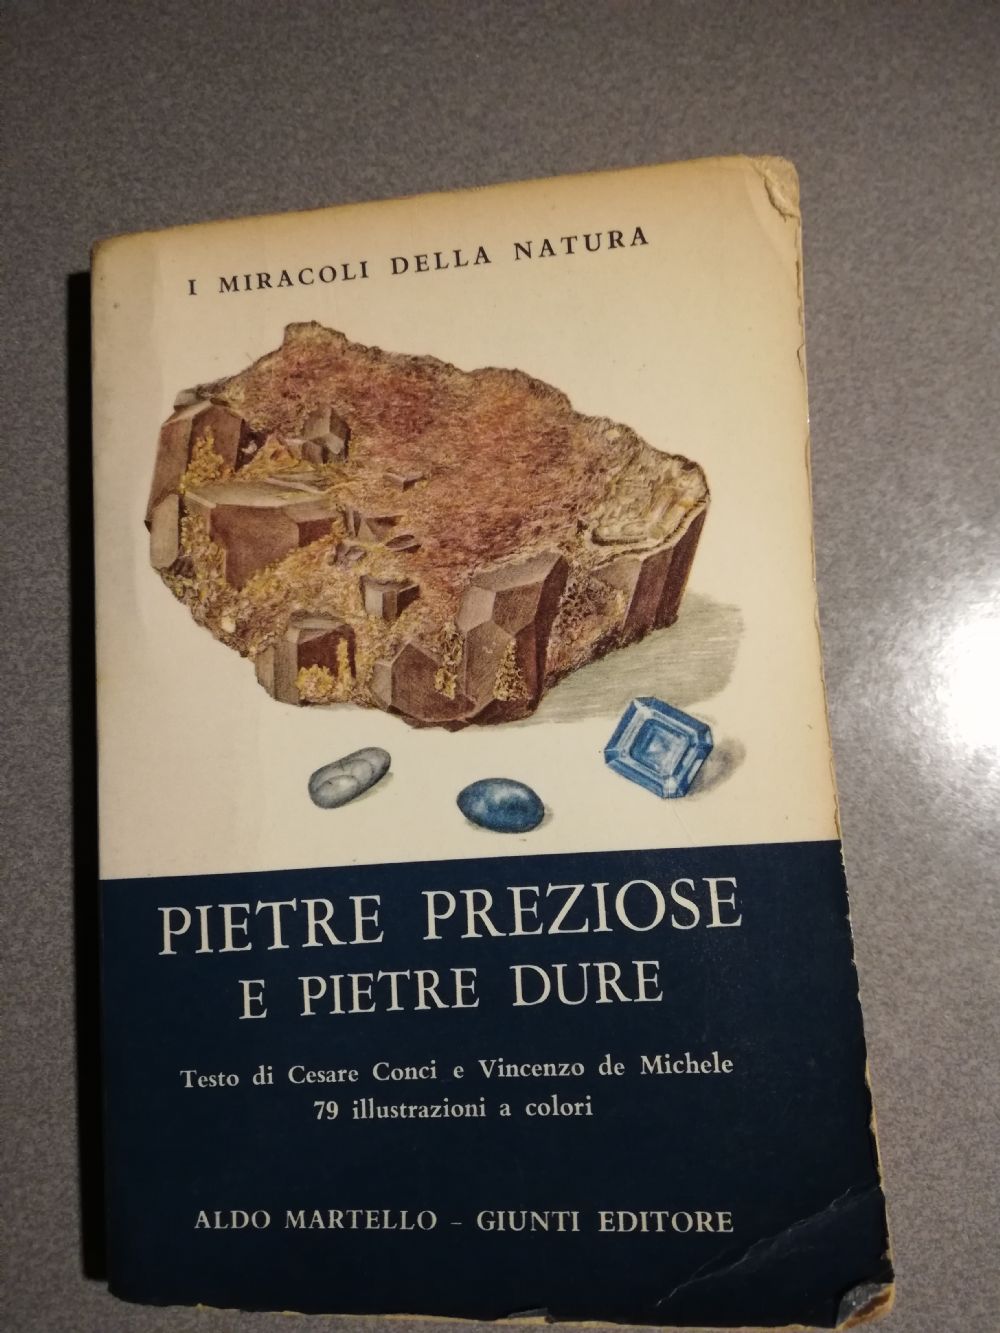 I MIRACOLI DELLA NATURA
PIETRE PREZIOSE
E PIETRE DURE
Testo di Cesare Conci e Vincenzo de Michele
79 illustrazioni a colori
ALDO MARTELLO - GIUNTI EDITORE